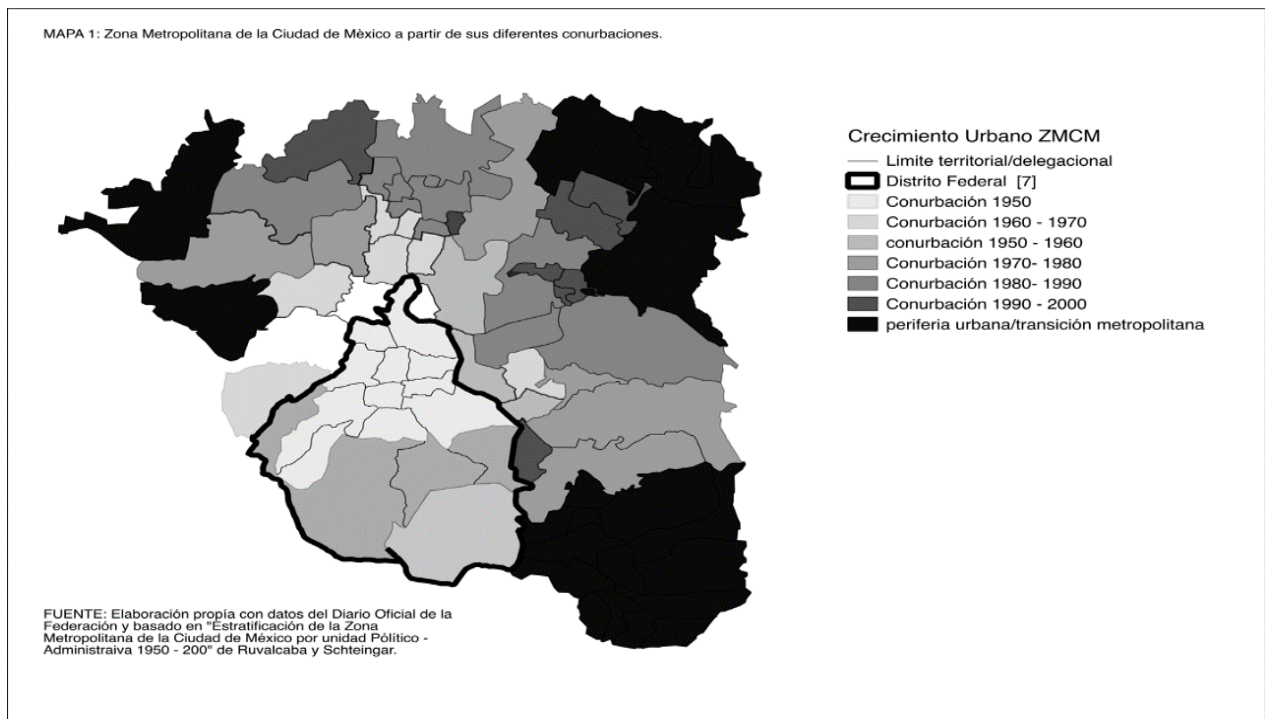 MAPA 1: Zona Metropolitana de la Ciudad de Mèxico a partir de sus diferentes conurbaciones.
Crecimiento Urbano ZMCM
Limite territorial/delegacional
Distrito Federal [7]
Conurbación 1950
Conurbación 1960 - 1970
conurbación 1950 - 1960
Conurbación 1970- 1980
Conurbación 1980- 1990
Conurbación 1990 - 2000
periferia urbana/transición metropolitana
FUENTE: Elaboración propía con datos del Diario Oficial de la
Federación y basado en "Estratificación de la Zona
Metropolitana de la Ciudad de México por unidad Pólitico -
Administraiva 1950 - 200" de Ruvalcaba y Schteingar.